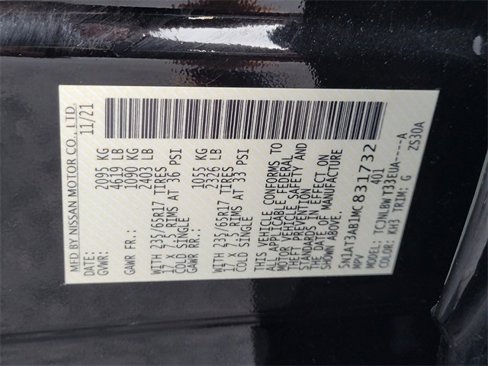 MFD BY NISSAN MOTOR CO., LTD.
DATE: 11/21
GVWR: 2095 KG
4619 LB
GAWR FR.: 1090 KG
2403 LB
WITH 235/65R17 TIRES
17 X 7.5 RIMS AT 36 PSI
COLD SINGLE
GAWR RR.: 1055 KG
2326 LB
WITH 235/65R17 TIRES
17 X 7.5 RIMS AT 33 PSI
COLD SINGLE
THIS VEHICLE CONFORMS TO
ALL APPLICABLE FEDERAL
MOTOR VEHICLE SAFETY AND
THEFT PREVENTION
STANDARDS IN EFFECT ON
THE DATE OF MANUFACTURE
SHOWN ABOVE.
5N1AT3AB1MC831732
MPV 401
MODEL: TCJNLBWT33EUA-----A
COLOR: KH3 TRIM: G ZS30A